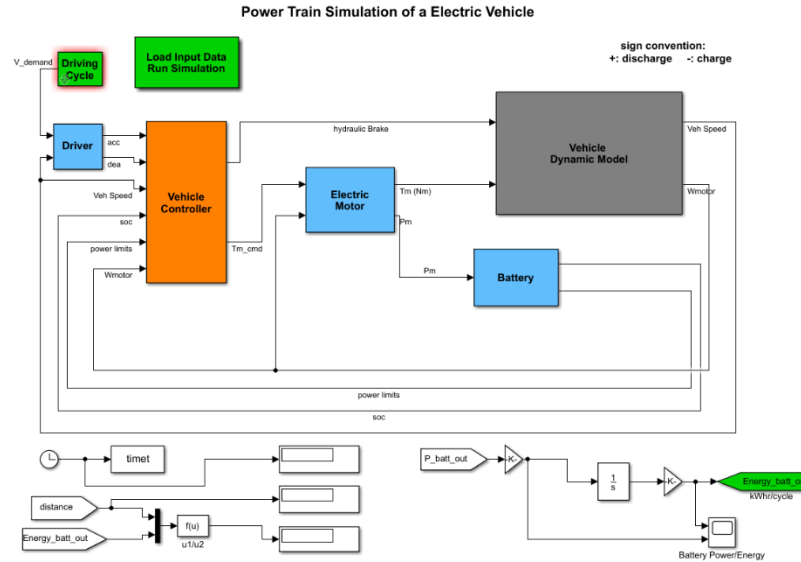 Power Train Simulation of a Electric Vehicle
V_demand
Driving
Cycle
Load Input Data
Run Simulation
sign convention:
+: discharge -: charge
Driver
acc
dea
Veh Speed
soc
power limits
Wmotor
Vehicle
Controller
Tm_cmd
hydraulic Brake
Electric
Motor
Tm (Nm)
Pm
Pm
Battery
Vehicle
Dynamic Model
Veh Speed
Wmotor
power limits
soc
timet
distance
Energy_batt_out
f(u)
u1/u2
P_batt_out
-K-
1
s
K-
Energy_batt_ou
kWhr/cycle
Battery Power/Energy